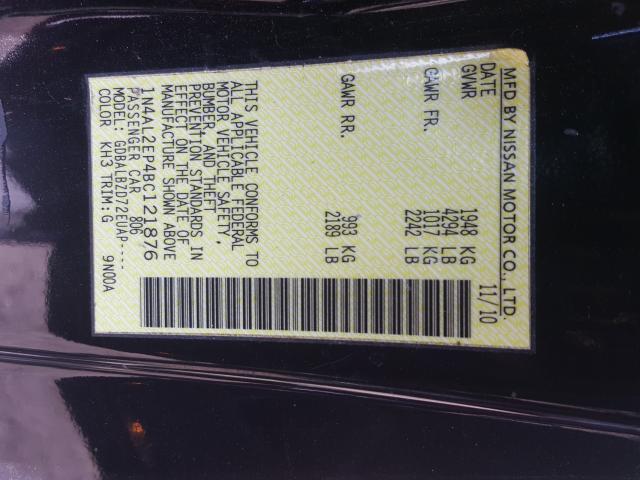 MFD BY NISSAN MOTOR CO., LTD.
DATE 11/10
GVWR 1948 KG
4294 LB
GAWR FR. 1017 KG
2242 LB
GAWR RR. 993 KG
2189 LB
THIS VEHICLE CONFORMS TO
ALL APPLICABLE FEDERAL
MOTOR VEHICLE SAFETY,
BUMPER AND THEFT
PREVENTION STANDARDS IN
EFFECT ON THE DATE OF
MANUFACTURE SHOWN ABOVE
1N4AL2EP4BC121876
PASSENGER CAR 806
MODEL: GDBALBZD72EUAP----
COLOR KH3 TRIM:G 9N00A